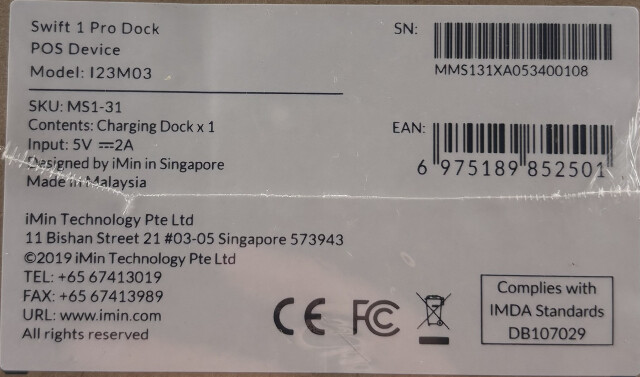 Swift 1 Pro Dock
POS Device
Model: I23M03
SN:
MMS131XA053400108
SKU: MS1-31
Contents: Charging Dock x 1
Input: 5V ⎓2A
Designed by iMin in Singapore
Made in Malaysia
EAN:
6 975189 852501
iMin Technology Pte Ltd
11 Bishan Street 21 #03-05 Singapore 573943
©2019 iMin Technology Pte Ltd
TEL: +65 67413019
FAX: +65 67413989
URL: www.imin.com
All rights reserved
CE FC
Complies with
IMDA Standards
DB107029